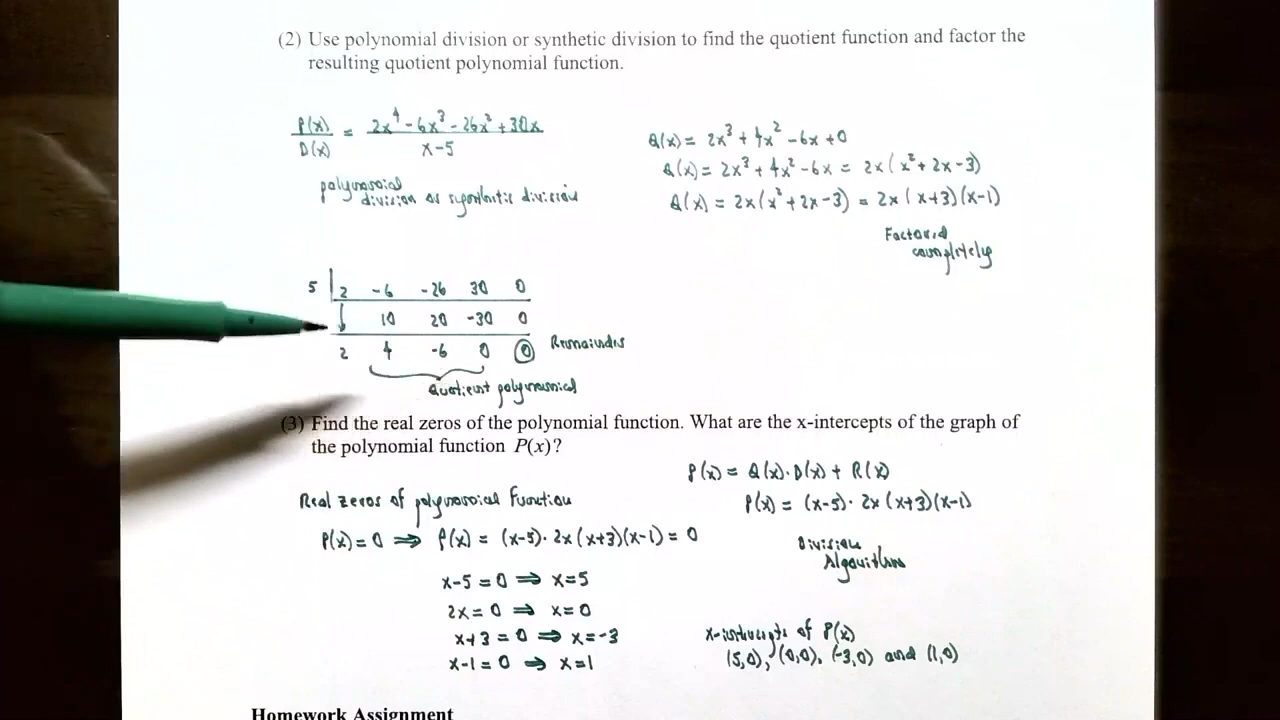 (2) Use polynomial division or synthetic division to find the quotient function and factor the
resulting quotient polynomial function.
P(x)/D(x) = (2x⁴ - 6x³ - 26x² + 30x)/(x-5)
polynomial
division or synthetic division
Q(x) = 2x³ + 4x² - 6x + 0
Q(x) = 2x³ + 4x² - 6x = 2x(x² + 2x - 3)
Q(x) = 2x(x² + 2x - 3) = 2x(x+3)(x-1)
Factored
completely
5 | 2 -6 -26 30 0
↓ 10 20 -30 0
2 4 -6 0 0 Remainder
Quotient polynomial
(3) Find the real zeros of the polynomial function. What are the x-intercepts of the graph of
the polynomial function P(x)?
P(x) = Q(x)·D(x) + R(x)
P(x) = (x-5)·2x(x+3)(x-1)
Division
Algorithm
Real zeros of polynomial function
P(x) = 0 ⟹ P(x) = (x-5)·2x(x+3)(x-1) = 0
x-5 = 0 ⟹ x=5
2x = 0 ⟹ x=0
x+3 = 0 ⟹ x=-3
x-1 = 0 ⟹ x=1
x-intercepts of P(x)
(5,0), (0,0), (-3,0) and (1,0)
Homework Assignment